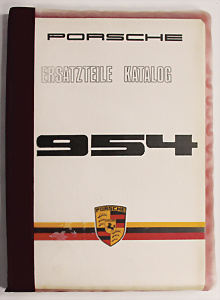 PORSCHE
ERSATZTEILE KATALOG
954